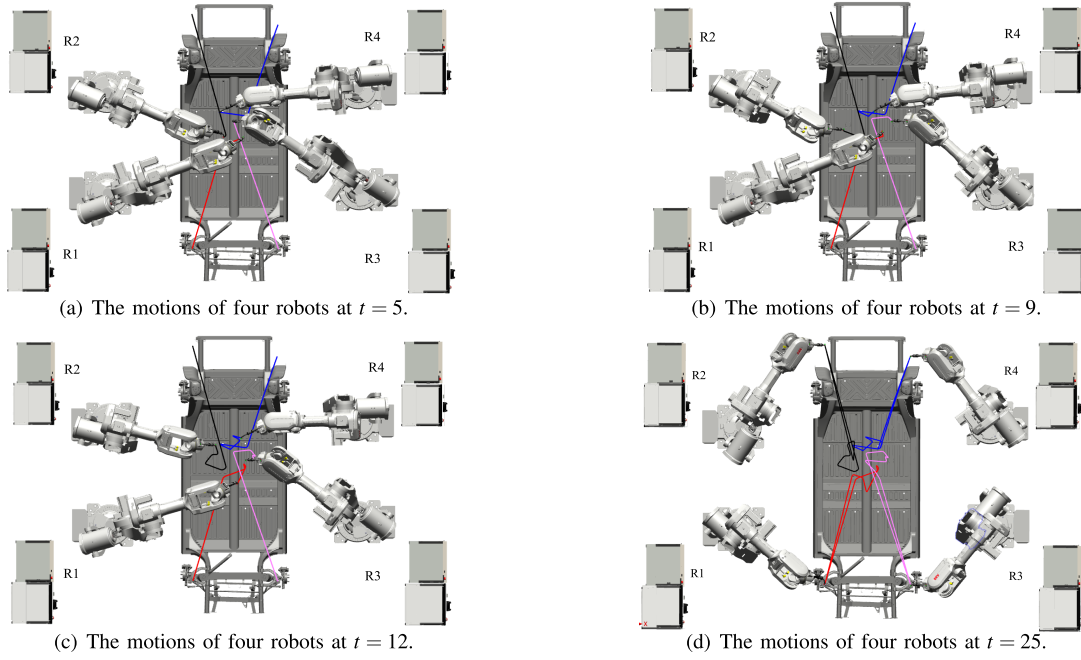 R2
R4
R1
R3
(a) The motions of four robots at t = 5.
R2
R4
R1
R3
(b) The motions of four robots at t = 9.
R2
R4
R1
R3
(c) The motions of four robots at t = 12.
R2
R4
R1
R3
X
(d) The motions of four robots at t = 25.